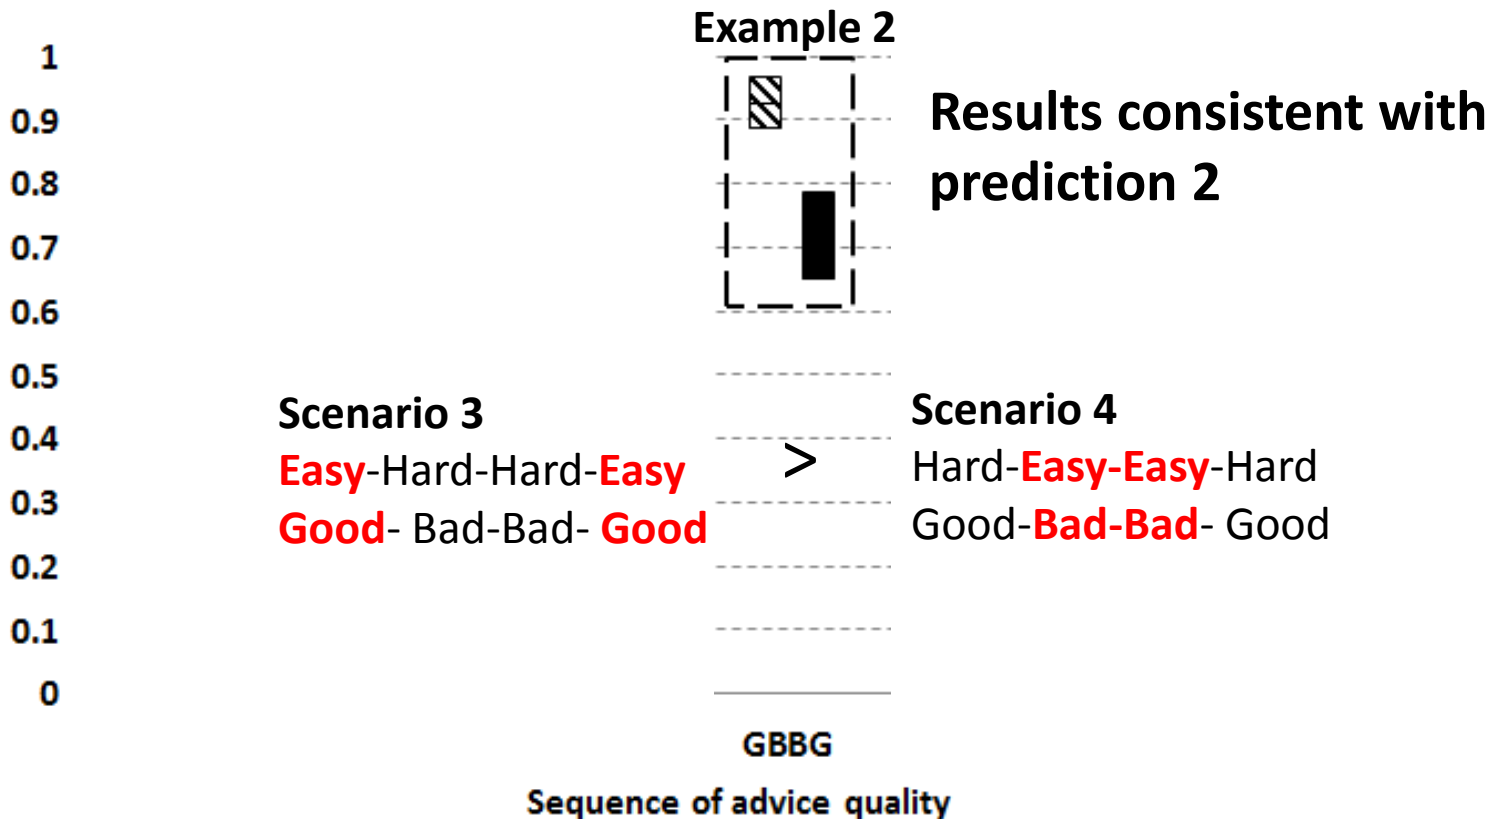 Example 2
1
0.9
0.8
0.7
0.6
0.5
0.4
0.3
0.2
0.1
0
Results consistent with
prediction 2
Scenario 3
Easy-Hard-Hard-Easy
Good- Bad-Bad- Good
>
Scenario 4
Hard-Easy-Easy-Hard
Good-Bad-Bad- Good
GBBG
Sequence of advice quality